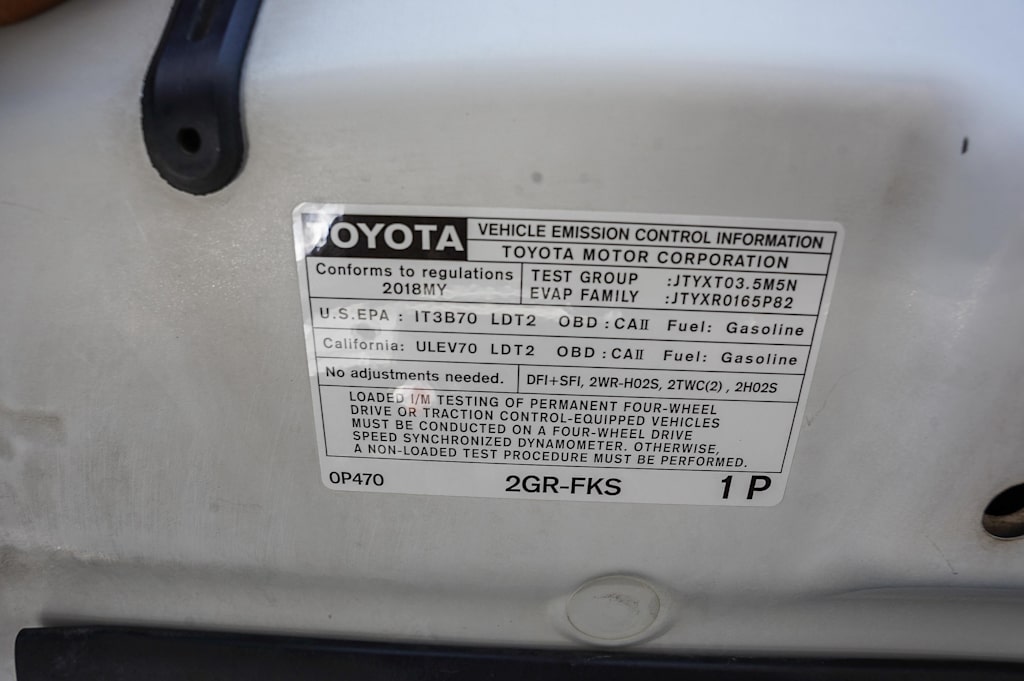 TOYOTA
VEHICLE EMISSION CONTROL INFORMATION
TOYOTA MOTOR CORPORATION
Conforms to regulations
2018MY
TEST GROUP :JTYXT03.5M5N
EVAP FAMILY :JTYXR0165P82
U.S.EPA : IT3B70 LDT2 OBD : CAII Fuel: Gasoline
California: ULEV70 LDT2 OBD : CAII Fuel: Gasoline
No adjustments needed.
DFI+SFI, 2WR-HO2S, 2TWC(2) , 2HO2S
LOADED I/M TESTING OF PERMANENT FOUR-WHEEL
DRIVE OR TRACTION CONTROL-EQUIPPED VEHICLES
MUST BE CONDUCTED ON A FOUR-WHEEL DRIVE
SPEED SYNCHRONIZED DYNAMOMETER. OTHERWISE,
A NON-LOADED TEST PROCEDURE MUST BE PERFORMED.
0P470 2GR-FKS 1 P